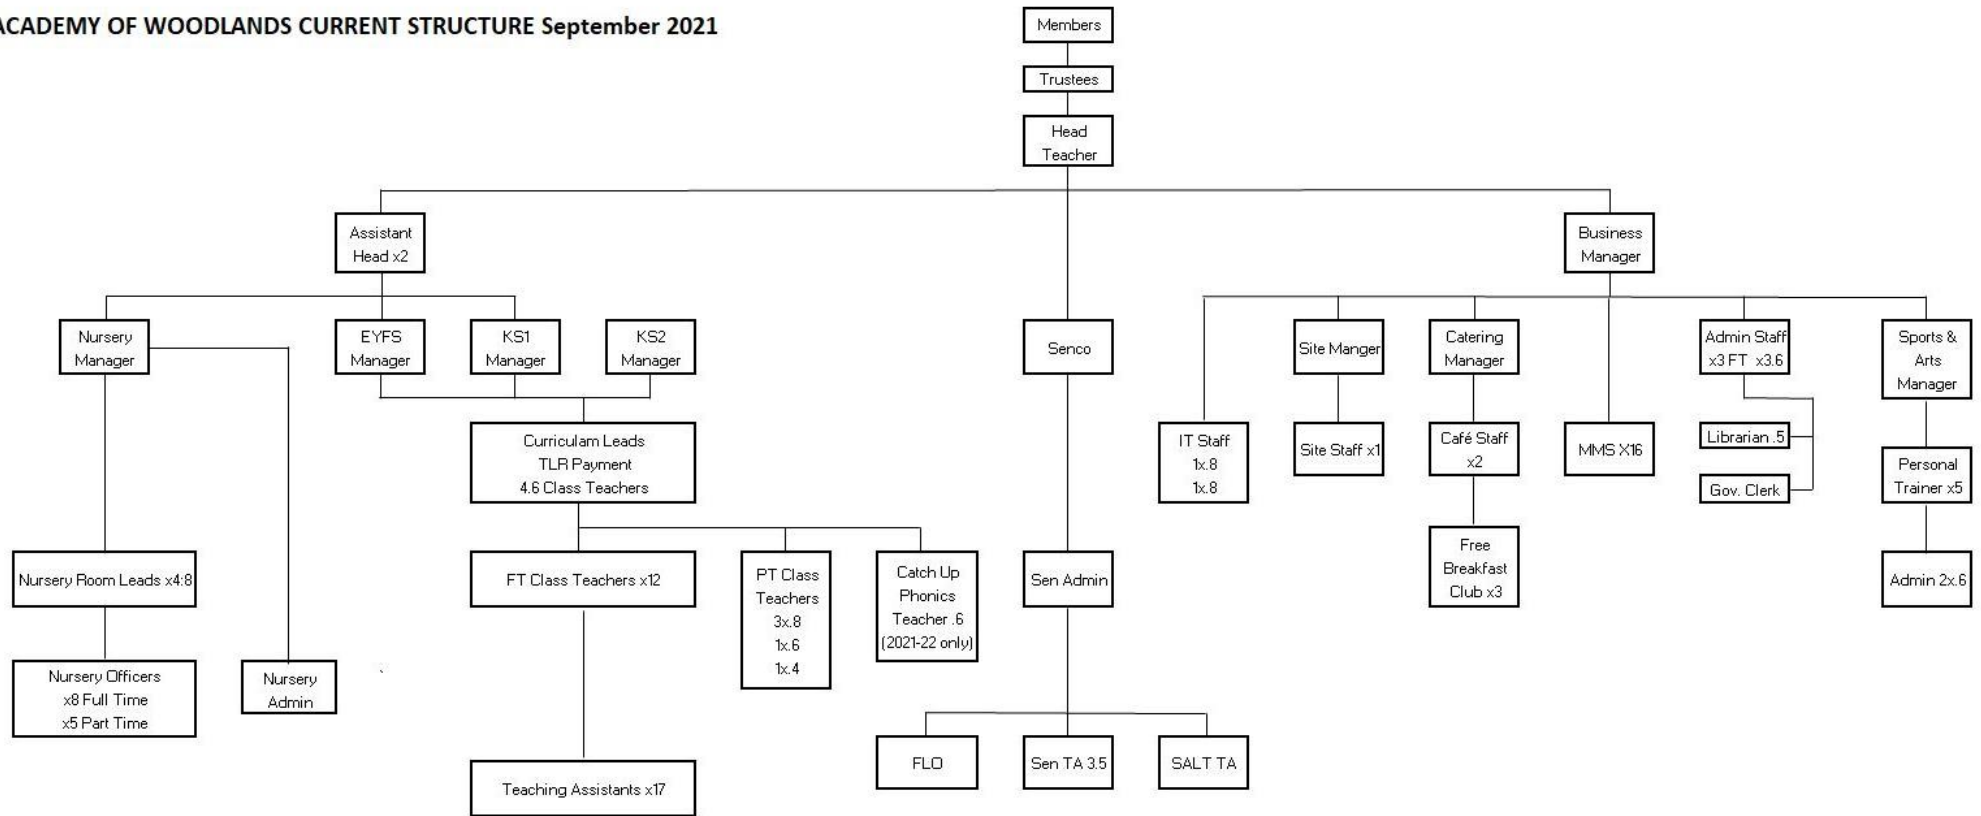 ACADEMY OF WOODLANDS CURRENT STRUCTURE September 2021
Members
Trustees
Head
Teacher
Assistant
Head x2
Business
Manager
Nursery
Manager
EYFS
Manager
KS1
Manager
KS2
Manager
Senco
Site Manger
Catering
Manager
Admin Staff
x3 FT x3.6
Sports &
Arts
Manager
Curriculam Leads
TLR Payment
4.6 Class Teachers
IT Staff
1x.8
1x.8
Site Staff x1
Café Staff
x2
MMS X16
Librarian .5
Gov. Clerk
Personal
Trainer x5
Nursery Room Leads x4:8
FT Class Teachers x12
PT Class
Teachers
3x.8
1x.6
1x.4
Catch Up
Phonics
Teacher .6
(2021-22 only)
Sen Admin
Free
Breakfast
Club x3
Admin 2x.6
Nursery Officers
x8 Full Time
x5 Part Time
Nursery
Admin
Teaching Assistants x17
FLO
Sen TA 3.5
SALT TA